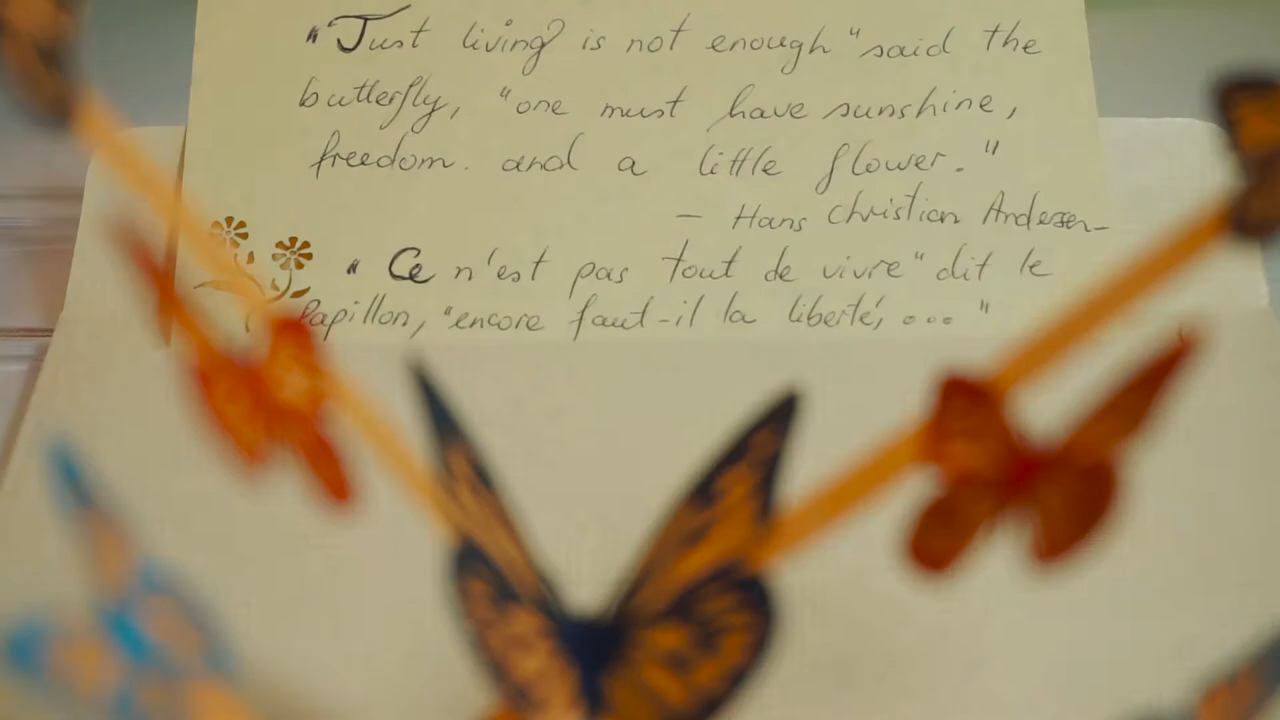 "Just living is not enough" said the
butterfly, "one must have sunshine,
freedom. and a little flower."
— Hans Christian Andersen
"Ce n'est pas tout de vivre" dit le
Papillon, "encore faut-il la liberté, ... "